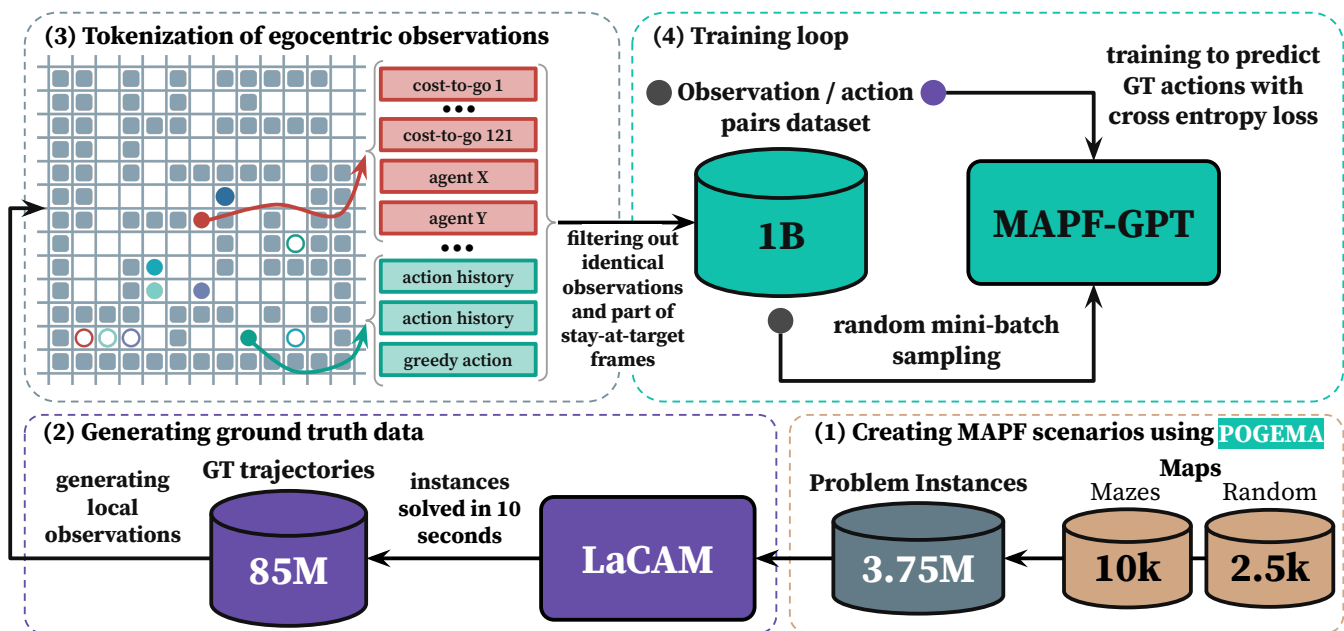 (3) Tokenization of egocentric observations
cost-to-go 1
•••
cost-to-go 121
agent X
agent Y
•••
action history
action history
greedy action
filtering out
identical
observations
and part of
stay-at-target
frames
(4) Training loop
Observation / action
pairs dataset
1B
training to predict
GT actions with
cross entropy loss
MAPF-GPT
random mini-batch
sampling
(2) Generating ground truth data
generating
local
observations
GT trajectories
85M
instances
solved in 10
seconds
LaCAM
(1) Creating MAPF scenarios using POGEMA
Problem Instances
3.75M
Maps
Mazes
Random
10k
2.5k